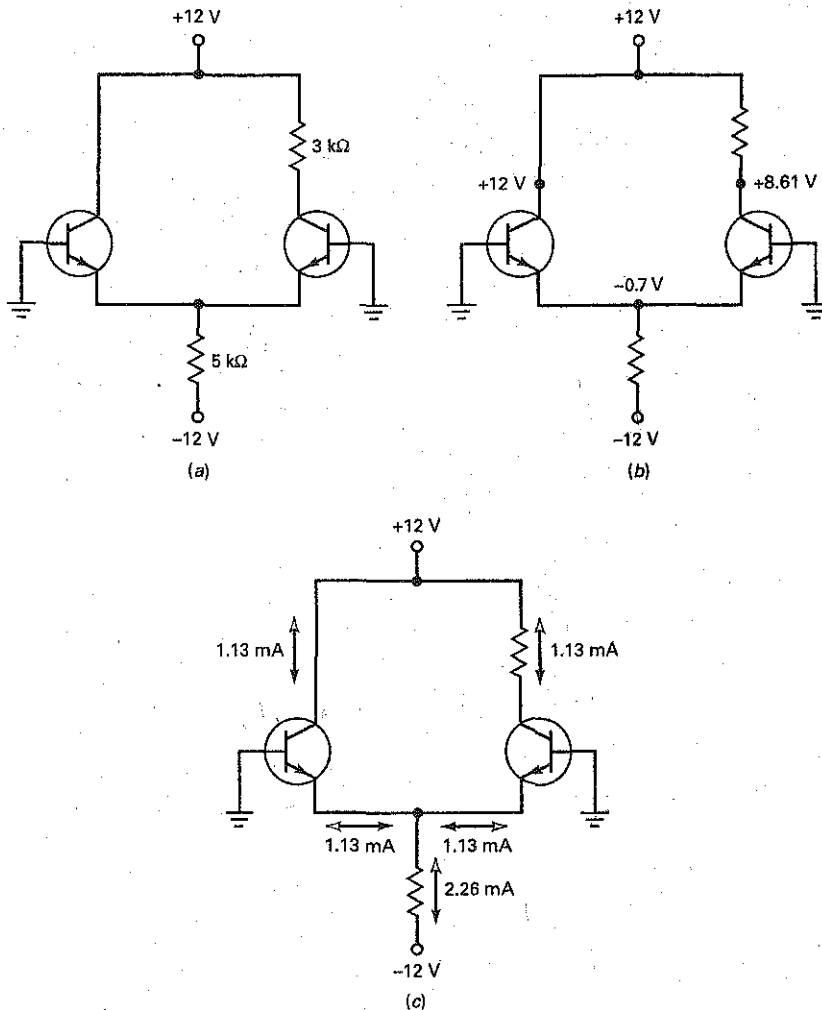 +12 V
3 kΩ
5 kΩ
–12 V
(a)
+12 V
+12 V
+8.61 V
–0.7 V
–12 V
(b)
+12 V
1.13 mA
1.13 mA
1.13 mA
1.13 mA
2.26 mA
–12 V
(c)